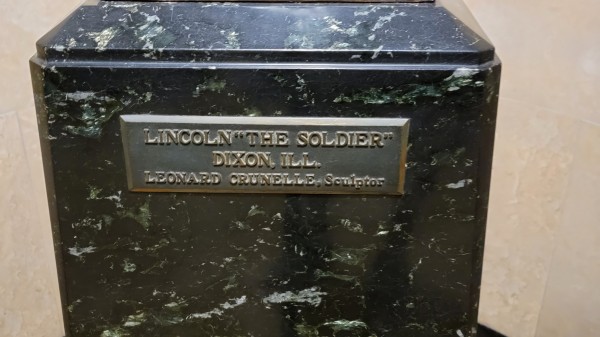 LINCOLN "THE SOLDIER"
DIXON, ILL.
LEONARD CRUNELLE, Sculptor